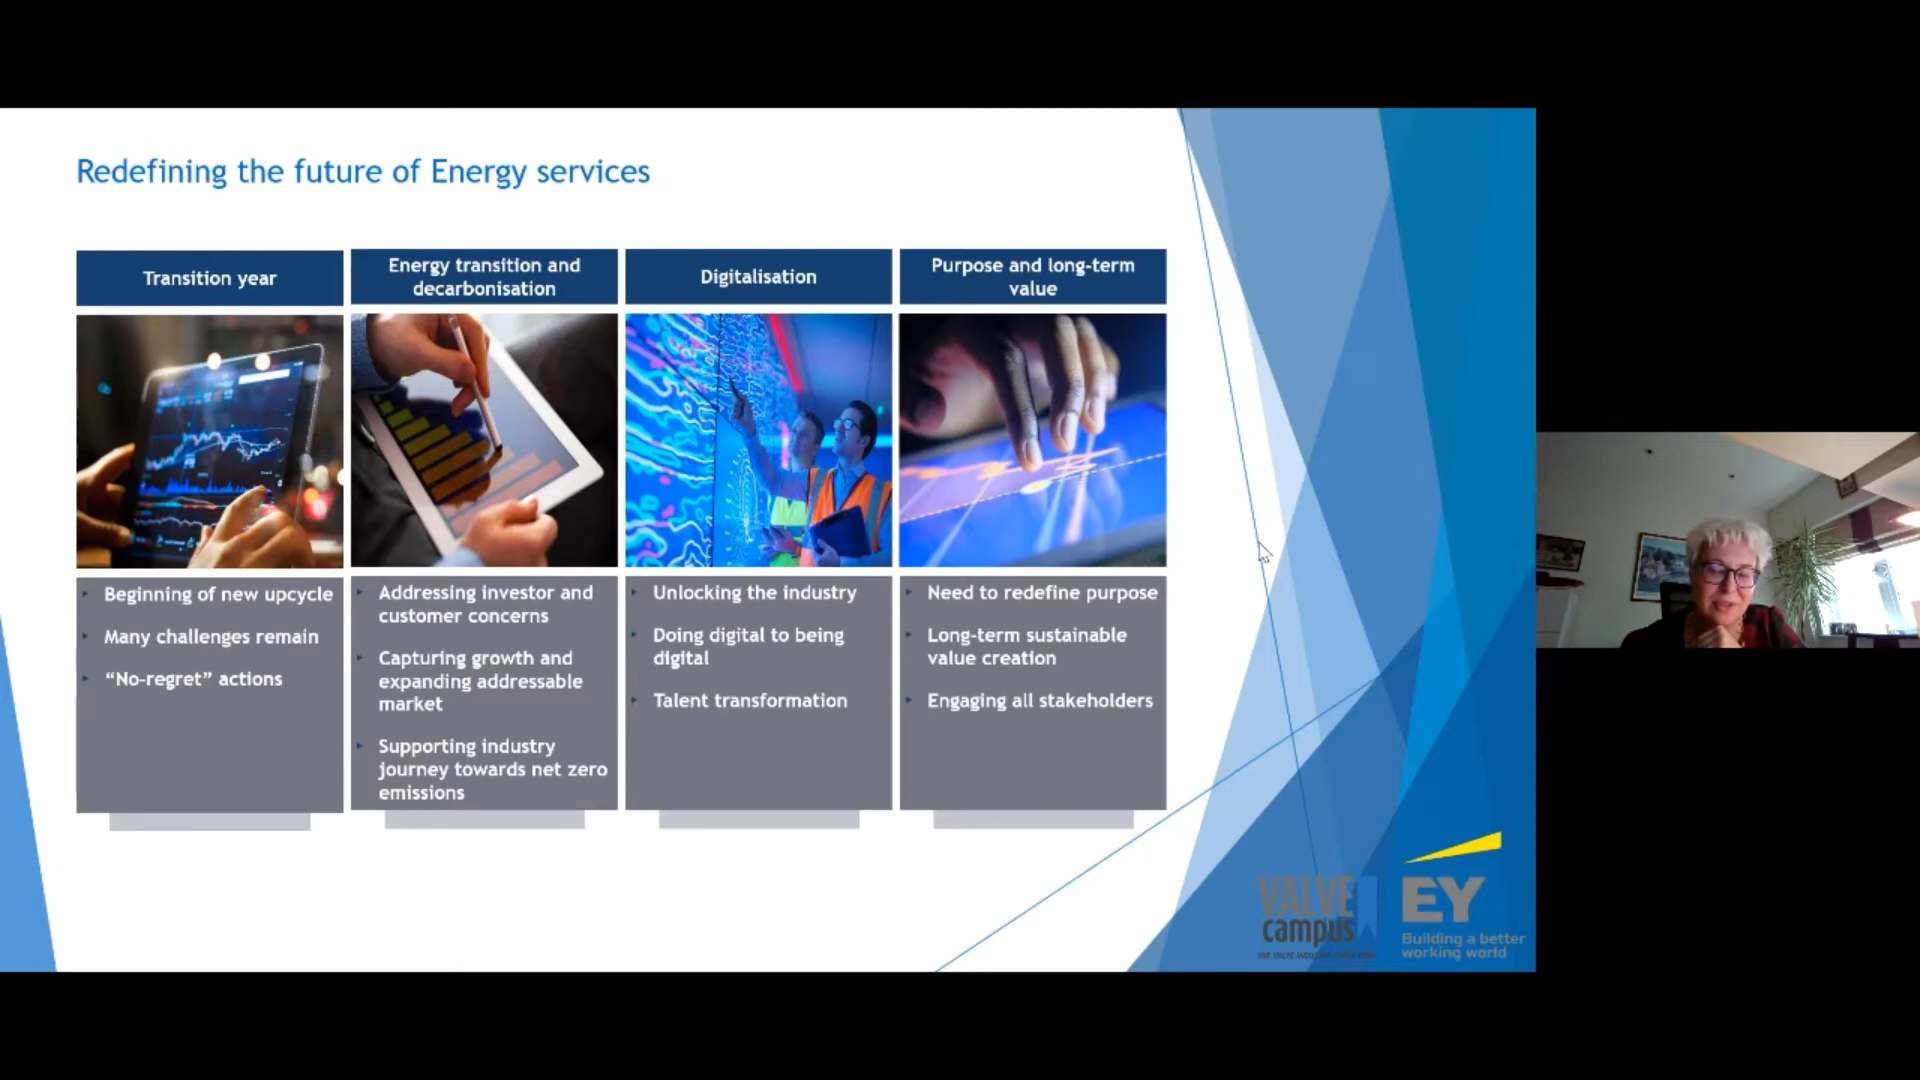 Redefining the future of Energy services
Transition year
Beginning of new upcycle
Many challenges remain
“No-regret” actions
Energy transition and
decarbonisation
Addressing investor and
customer concerns
Capturing growth and
expanding addressable
market
Supporting industry
journey towards net zero
emissions
Digitalisation
Unlocking the industry
Doing digital to being
digital
Talent transformation
Purpose and long-term
value
Need to redefine purpose
Long-term sustainable
value creation
Engaging all stakeholders
VALVE
campus
EY
Building a better
working world